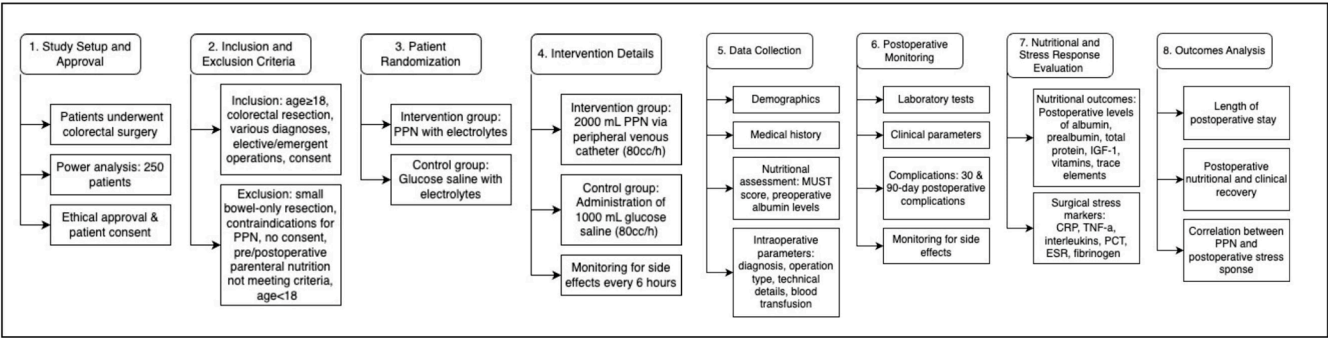 1. Study Setup and
Approval
Patients underwent
colorectal surgery
Power analysis: 250
patients
Ethical approval &
patient consent
2. Inclusion and
Exclusion Criteria
Inclusion: age≥18,
colorectal resection,
various diagnoses,
elective/emergent
operations, consent
Exclusion: small
bowel-only resection,
contraindications for
PPN, no consent,
pre/postoperative
parenteral nutrition
not meeting criteria,
age<18
3. Patient
Randomization
Intervention group:
PPN with electrolytes
Control group:
Glucose saline with
electrolytes
4. Intervention Details
Intervention group:
2000 mL PPN via
peripheral venous
catheter (80cc/h)
Control group:
Administration of
1000 mL glucose
saline (80cc/h)
Monitoring for side
effects every 6 hours
5. Data Collection
Demographics
Medical history
Nutritional
assessment: MUST
score, preoperative
albumin levels
Intraoperative
parameters:
diagnosis, operation
type, technical
details, blood
transfusion
6. Postoperative
Monitoring
Laboratory tests
Clinical parameters
Complications: 30 &
90-day postoperative
complications
Monitoring for side
effects
7. Nutritional and
Stress Response
Evaluation
Nutritional outcomes:
Postoperative levels
of albumin,
prealbumin, total
protein, IGF-1,
vitamins, trace
elements
Surgical stress
markers:
CRP, TNF-a,
interleukins, PCT,
ESR, fibrinogen
8. Outcomes Analysis
Length of
postoperative stay
Postoperative
nutritional and clinical
recovery
Correlation between
PPN and
postoperative stress
sponse